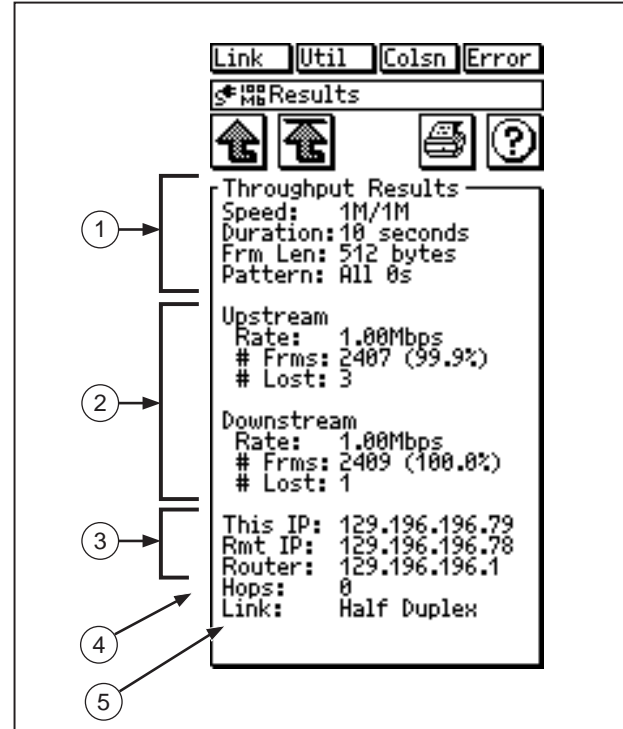 Link Util Colsn Error
100 Mb Results
Throughput Results
Speed: 1M/1M
Duration: 10 seconds
Frm Len: 512 bytes
Pattern: All 0s
Upstream
Rate: 1.00Mbps
# Frms: 2407 (99.9%)
# Lost: 3
Downstream
Rate: 1.00Mbps
# Frms: 2409 (100.0%)
# Lost: 1
This IP: 129.196.196.79
Rmt IP: 129.196.196.78
Router: 129.196.196.1
Hops: 0
Link: Half Duplex
1
2
3
4
5